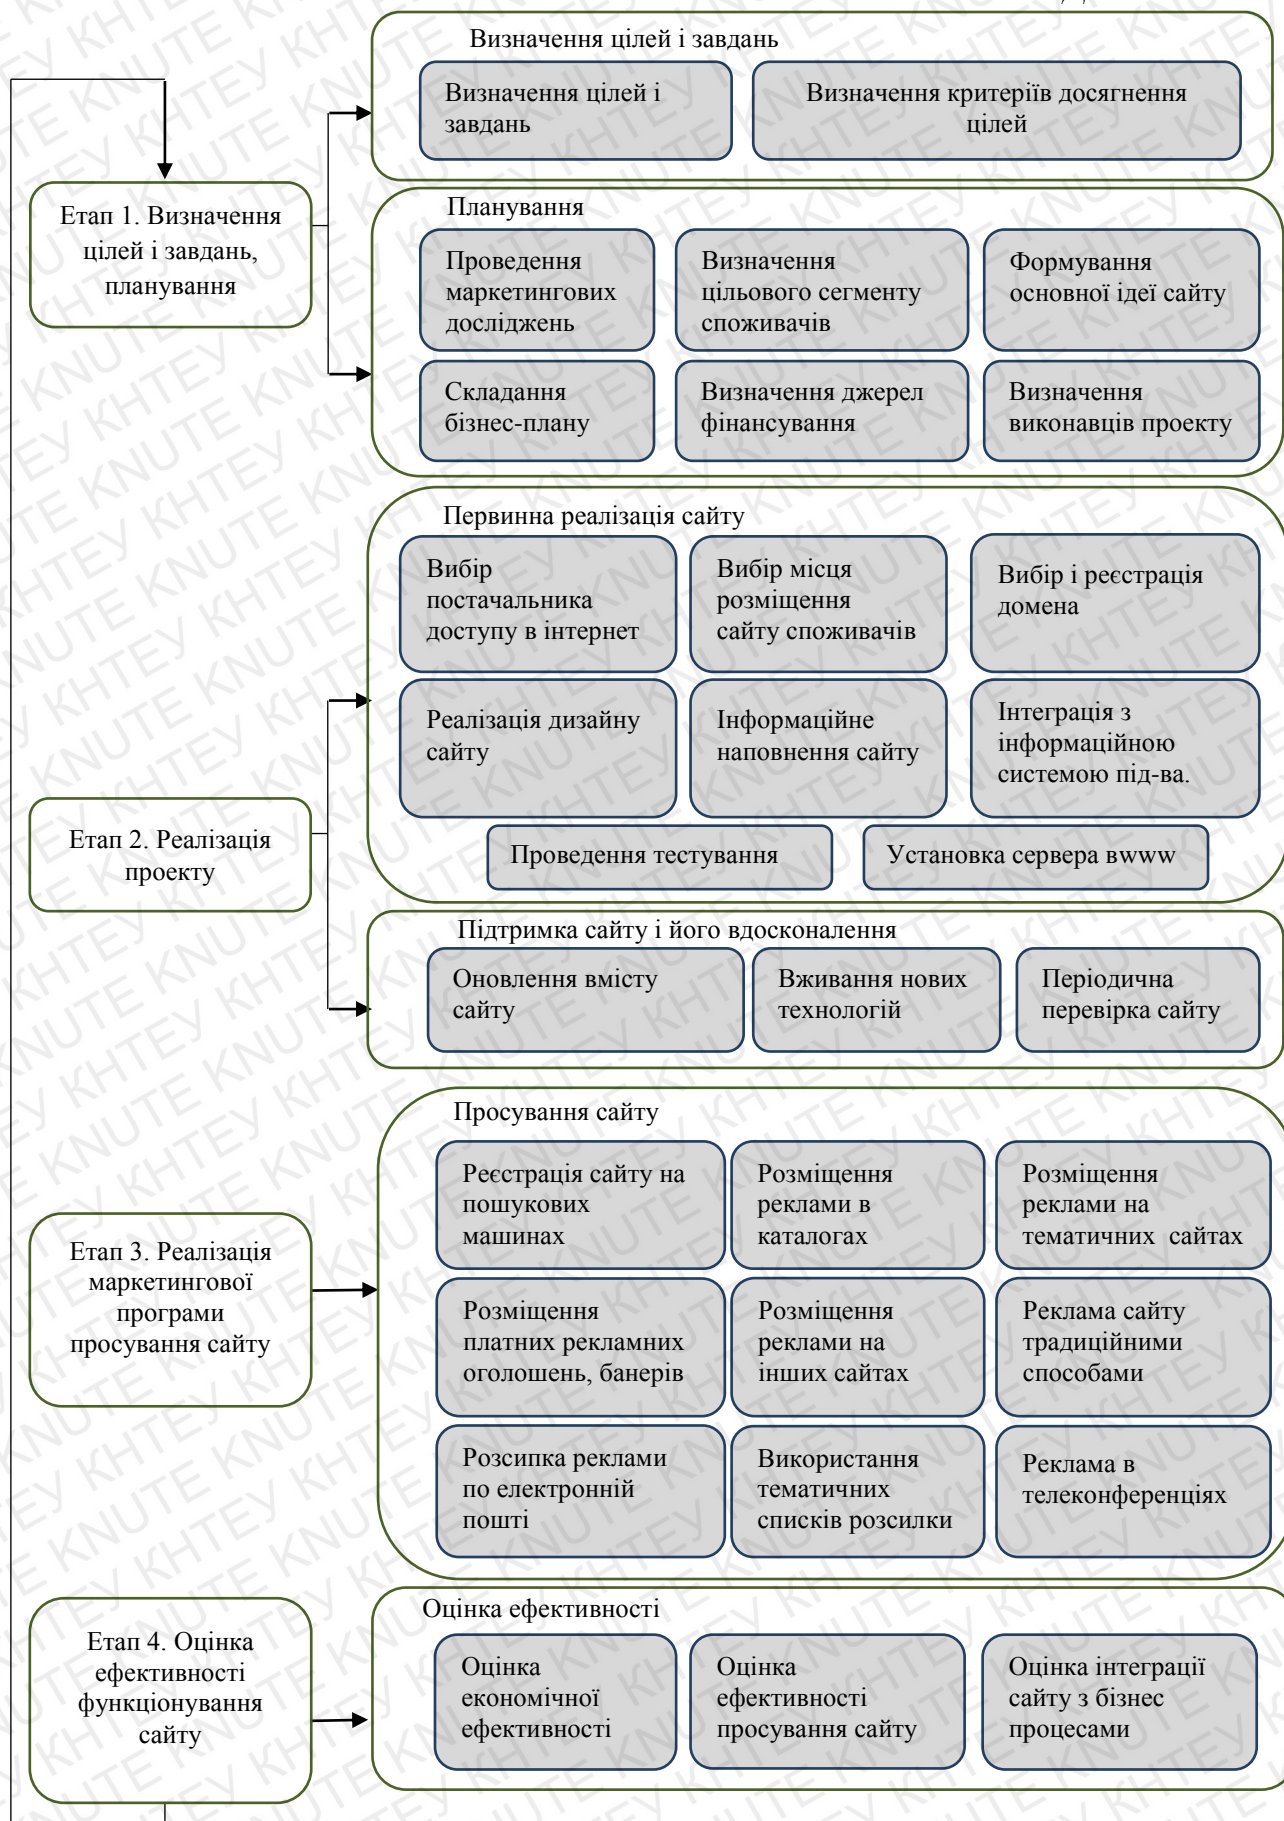 Визначення цілей і завдань
Визначення цілей і
завдань
Визначення критеріїв досягнення
цілей
Етап 1. Визначення
цілей і завдань,
планування
Планування
Проведення
маркетингових
досліджень
Визначення
цільового сегменту
споживачів
Формування
основної ідеї сайту
Складання
бізнес-плану
Визначення джерел
фінансування
Визначення
виконавців проекту
Первинна реалізація сайту
Вибір
постачальника
доступу в інтернет
Вибір місця
розміщення
сайту споживачів
Вибір і реєстрація
домена
Реалізація дизайну
сайту
Інформаційне
наповнення сайту
Інтеграція з
інформаційною
системою під-ва.
Етап 2. Реалізація
проекту
Проведення тестування
Установка сервера вwww
Підтримка сайту і його вдосконалення
Оновлення вмісту
сайту
Вживання нових
технологій
Періодична
перевірка сайту
Просування сайту
Реєстрація сайту на
пошукових
машинах
Розміщення
реклами в
каталогах
Розміщення
реклами на
тематичних сайтах
Етап 3. Реалізація
маркетингової
програми
просування сайту
Розміщення
платних рекламних
оголошень, банерів
Розміщення
реклами на
інших сайтах
Реклама сайту
традиційними
способами
Розсипка реклами
по електронній
пошті
Використання
тематичних
списків розсилки
Реклама в
телеконференціях
Оцінка ефективності
Етап 4. Оцінка
ефективності
функціонування
сайту
Оцінка
економічної
ефективності
Оцінка
ефективності
просування сайту
Оцінка інтеграції
сайту з бізнес
процесами